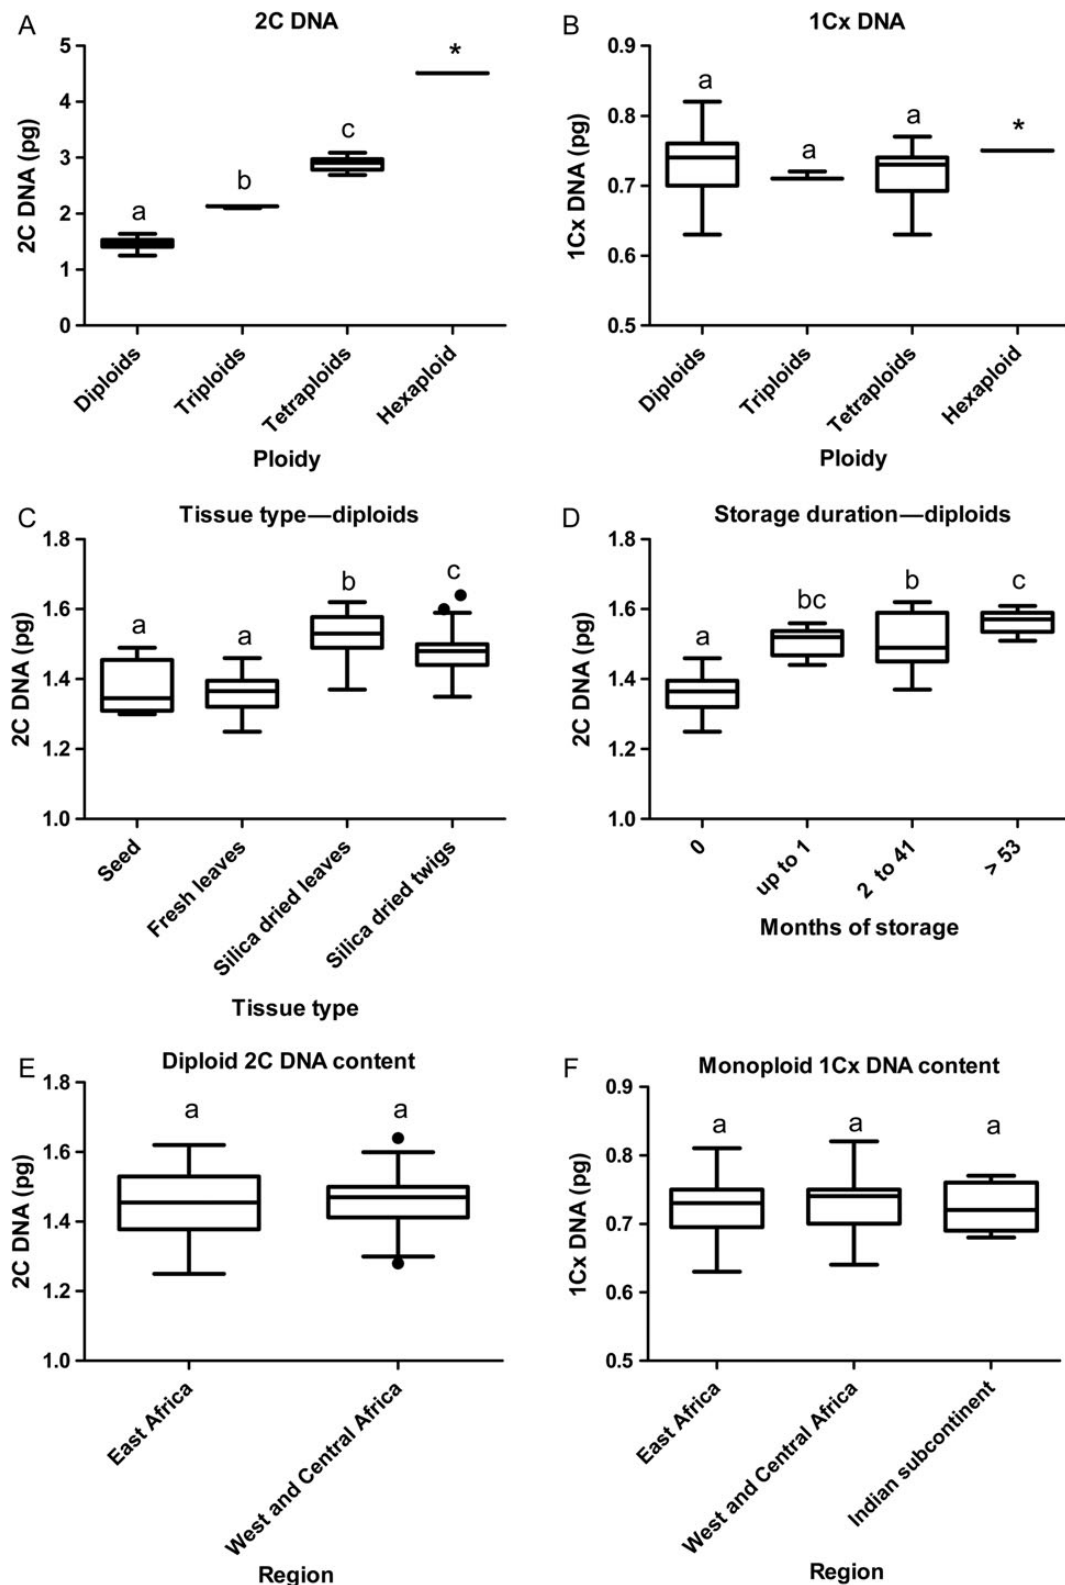 A
2C DNA
2C DNA (pg)
5
4
3
2
1
0
a
b
c
*
Diploids
Triploids
Tetraploids
Hexaploid
Ploidy
B
1Cx DNA
1Cx DNA (pg)
0.9
0.8
0.7
0.6
0.5
a
a
a
*
Diploids
Triploids
Tetraploids
Hexaploid
Ploidy
C
Tissue type—diploids
2C DNA (pg)
1.8
1.6
1.4
1.2
1.0
a
a
b
c
Seed
Fresh leaves
Silica dried leaves
Silica dried twigs
Tissue type
D
Storage duration—diploids
2C DNA (pg)
1.8
1.6
1.4
1.2
1.0
a
bc
b
c
0
up to 1
2 to 41
> 53
Months of storage
E
Diploid 2C DNA content
2C DNA (pg)
1.8
1.6
1.4
1.2
1.0
a
a
East Africa
West and Central Africa
Region
F
Monoploid 1Cx DNA content
1Cx DNA (pg)
0.9
0.8
0.7
0.6
0.5
a
a
a
East Africa
West and Central Africa
Indian subcontinent
Region